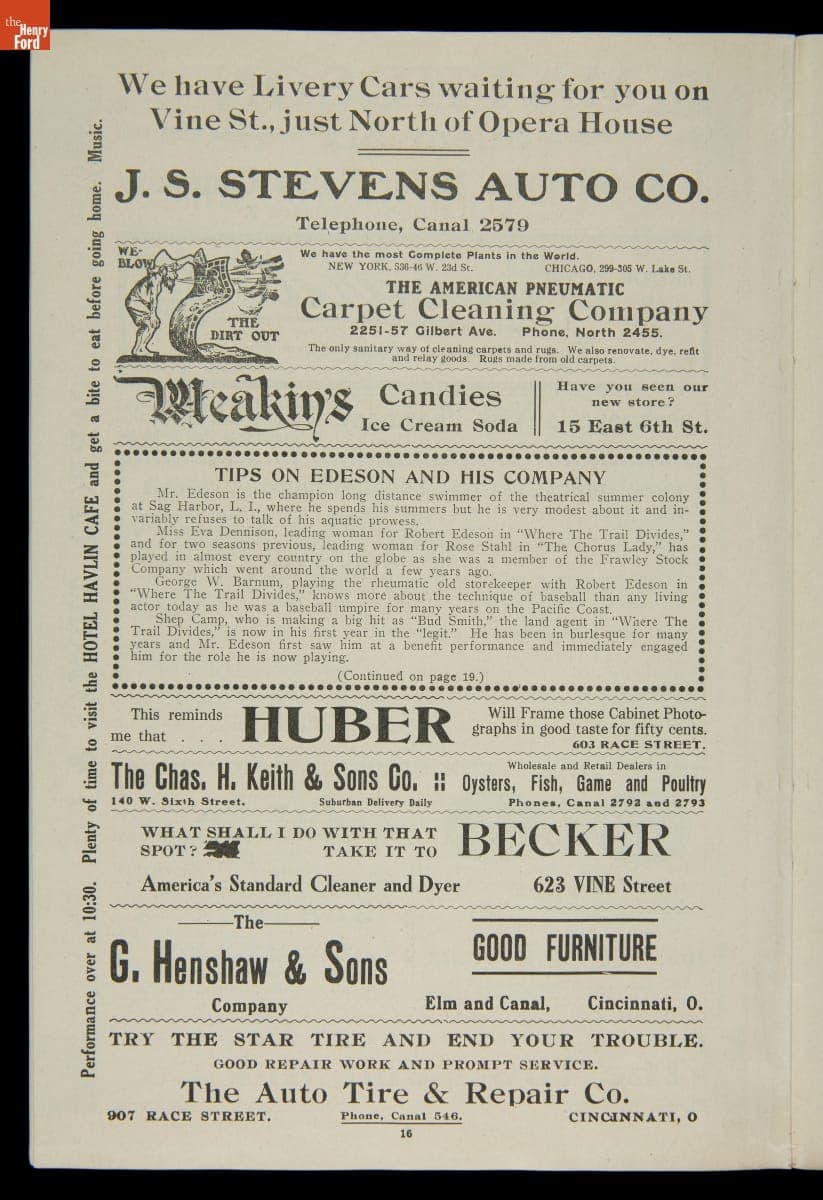 the
Henry
Ford
We have Livery Cars waiting for you on
Vine St., just North of Opera House
J. S. STEVENS AUTO CO.
Telephone, Canal 2579
WE-
BLOW
THE
DIRT OUT
We have the most Complete Plants in the World.
NEW YORK, 536-46 W. 23d St. CHICAGO, 299-305 W. Lake St.
THE AMERICAN PNEUMATIC
Carpet Cleaning Company
2251-57 Gilbert Ave. Phone, North 2455.
The only sanitary way of cleaning carpets and rugs. We also renovate, dye, refit
and relay goods. Rugs made from old carpets.
Meakin's
Candies
Ice Cream Soda
Have you seen our
new store?
15 East 6th St.
TIPS ON EDESON AND HIS COMPANY
Mr. Edeson is the champion long distance swimmer of the theatrical summer colony
at Sag Harbor, L. I., where he spends his summers but he is very modest about it and in-
variably refuses to talk of his aquatic prowess.
Miss Eva Dennison, leading woman for Robert Edeson in "Where The Trail Divides,"
and for two seasons previous, leading woman for Rose Stahl in "The Chorus Lady," has
played in almost every country on the globe as she was a member of the Frawley Stock
Company which went around the world a few years ago.
George W. Barnum, playing the rheumatic old storekeeper with Robert Edeson in
"Where The Trail Divides," knows more about the technique of baseball than any living
actor today as he was a baseball umpire for many years on the Pacific Coast.
Shep Camp, who is making a big hit as "Bud Smith," the land agent in "Where The
Trail Divides," is now in his first year in the "legit." He has been in burlesque for many
years and Mr. Edeson first saw him at a benefit performance and immediately engaged
him for the role he is now playing.
(Continued on page 19.)
This reminds
me that . . .
HUBER
Will Frame those Cabinet Photo-
graphs in good taste for fifty cents.
603 RACE STREET.
The Chas. H. Keith & Sons Co. ::
Wholesale and Retail Dealers in
Oysters, Fish, Game and Poultry
140 W. Sixth Street. Suburban Delivery Daily Phones, Canal 2792 and 2793
WHAT SHALL I DO WITH THAT
SPOT? TAKE IT TO
BECKER
America's Standard Cleaner and Dyer 623 VINE Street
The
G. Henshaw & Sons
Company
GOOD FURNITURE
Elm and Canal, Cincinnati, O.
TRY THE STAR TIRE AND END YOUR TROUBLE.
GOOD REPAIR WORK AND PROMPT SERVICE.
The Auto Tire & Repair Co.
907 RACE STREET. Phone, Canal 546. CINCINNATI, O
16
Performance over at 10:30. Plenty of time to visit the HOTEL HAVLIN CAFE and get a bite to eat before going home. Music.